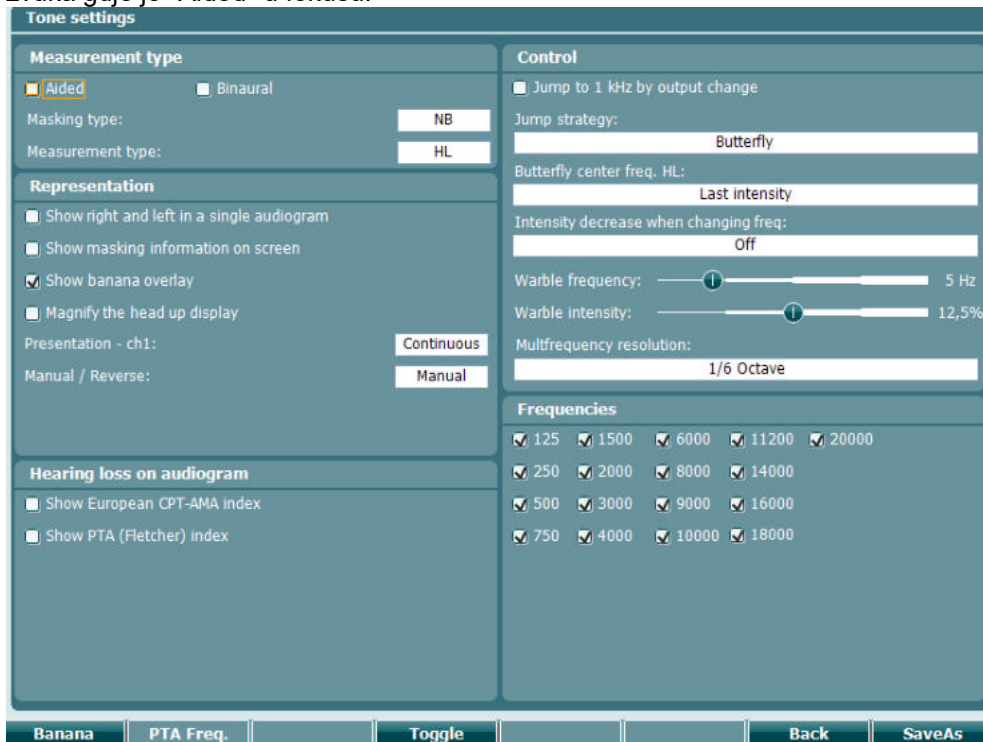 Tone settings
Measurement type
Aided Binaural
Masking type: NB
Measurement type: HL
Representation
Show right and left in a single audiogram
Show masking information on screen
Show banana overlay
Magnify the head up display
Presentation - ch1: Continuous
Manual / Reverse: Manual
Hearing loss on audiogram
Show European CPT-AMA index
Show PTA (Fletcher) index
Control
Jump to 1 kHz by output change
Jump strategy:
Butterfly
Butterfly center freq. HL:
Last intensity
Intensity decrease when changing freq:
Off
Warble frequency: 5 Hz
Warble intensity: 12,5%
Multfrequency resolution:
1/6 Octave
Frequencies
125 1500 6000 11200 20000
250 2000 8000 14000
500 3000 9000 16000
750 4000 10000 18000
Banana PTA Freq. Toggle Back SaveAs